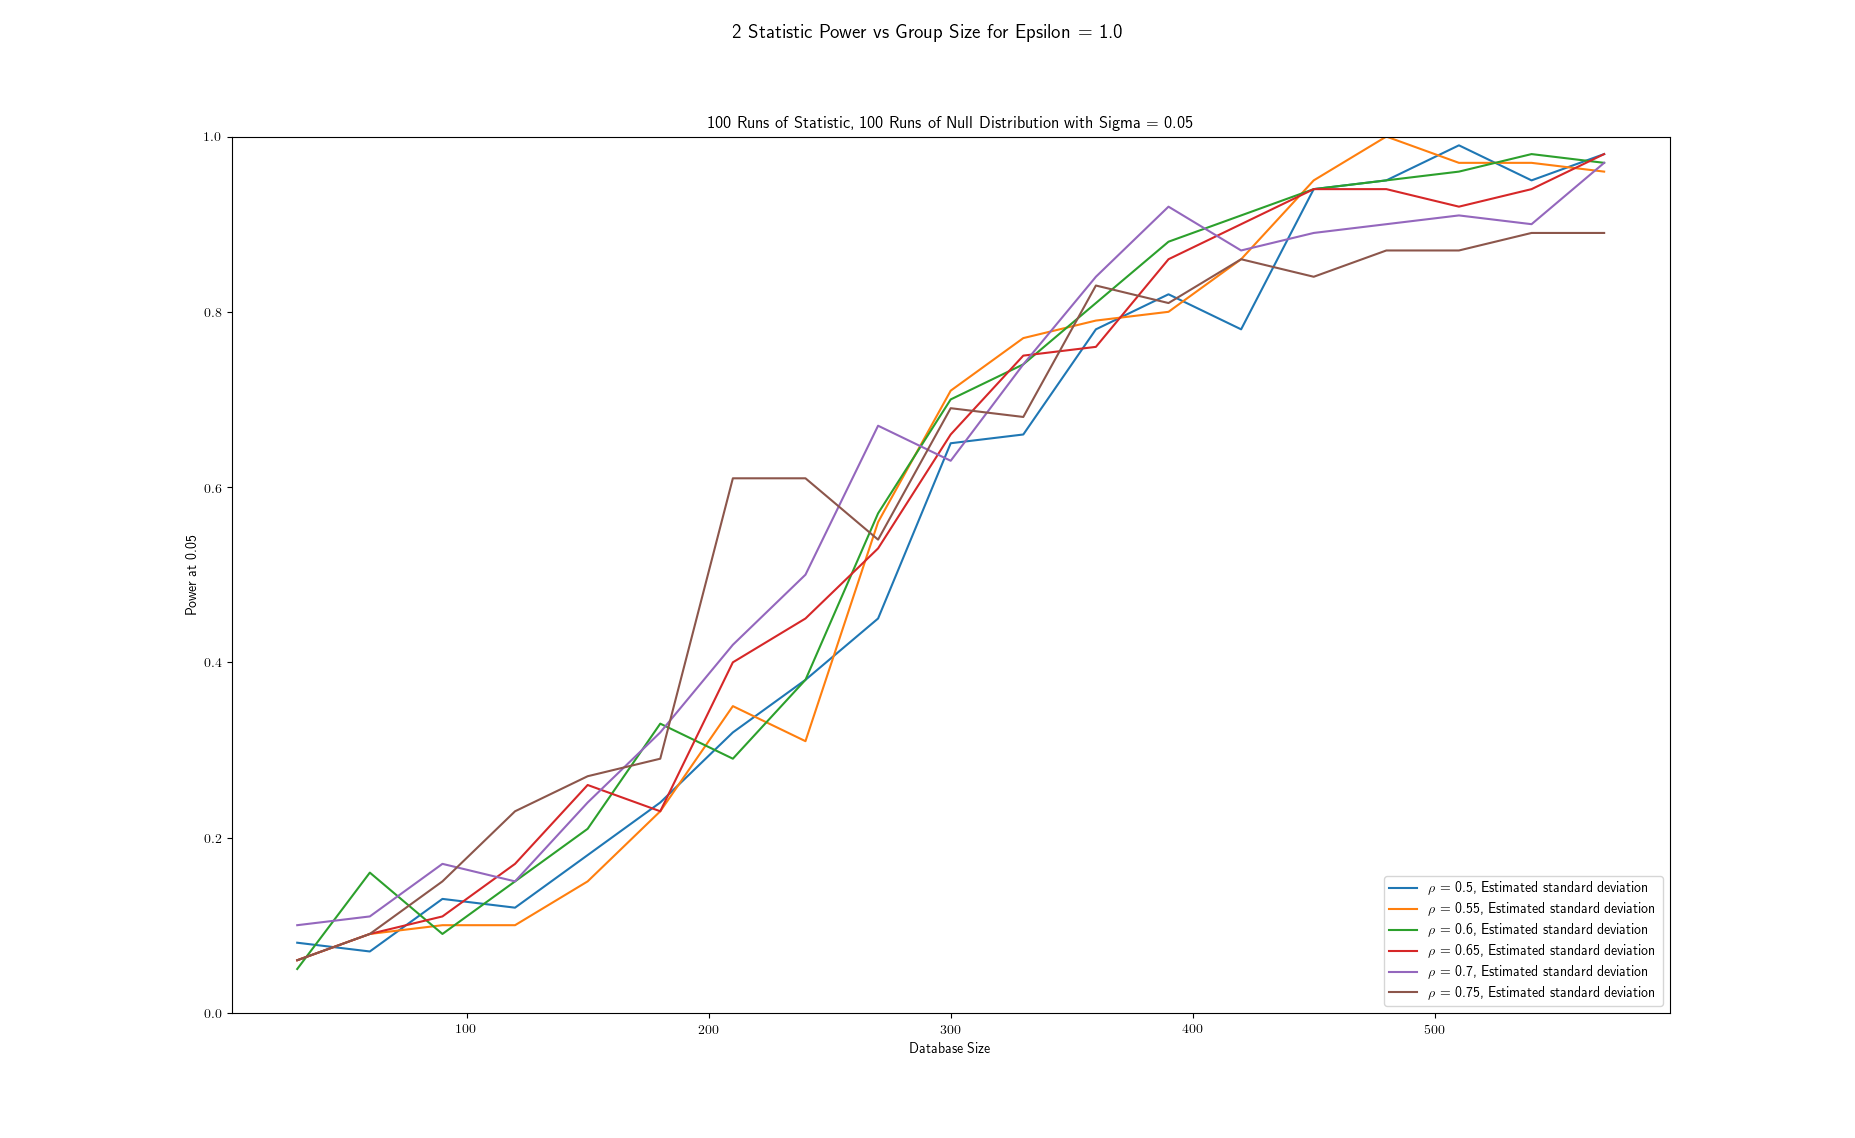 2 Statistic Power vs Group Size for Epsilon = 1.0
100 Runs of Statistic, 100 Runs of Null Distribution with Sigma = 0.05
1.0
0.8
0.6
0.4
0.2
0.0
Power at 0.05
100 200 300 400 500
Database Size
ρ = 0.5, Estimated standard deviation
ρ = 0.55, Estimated standard deviation
ρ = 0.6, Estimated standard deviation
ρ = 0.65, Estimated standard deviation
ρ = 0.7, Estimated standard deviation
ρ = 0.75, Estimated standard deviation